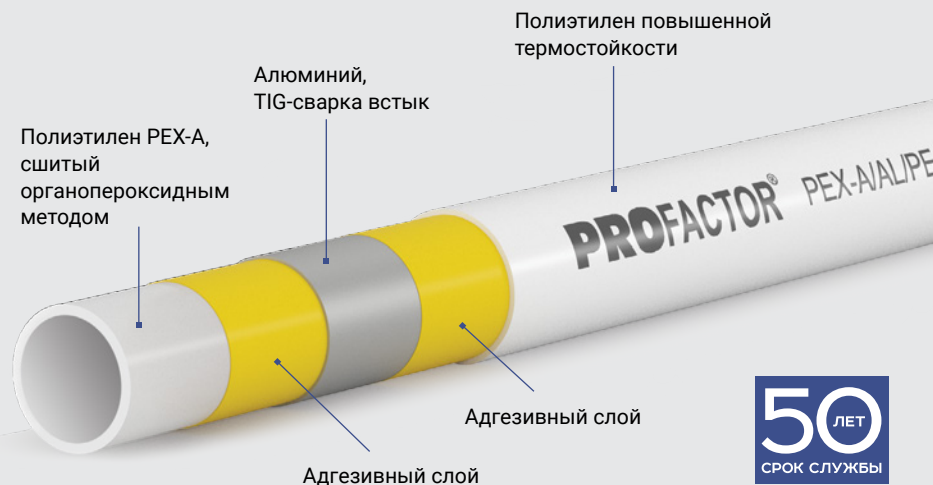 Полиэтилен повышенной
термостойкости
Алюминий,
TIG-сварка встык
Полиэтилен PEX-A,
сшитый
органопероксидным
методом
PROFACTOR® PEX-A/AL/PE-
Адгезивный слой
Адгезивный слой
50 ЛЕТ
СРОК СЛУЖБЫ